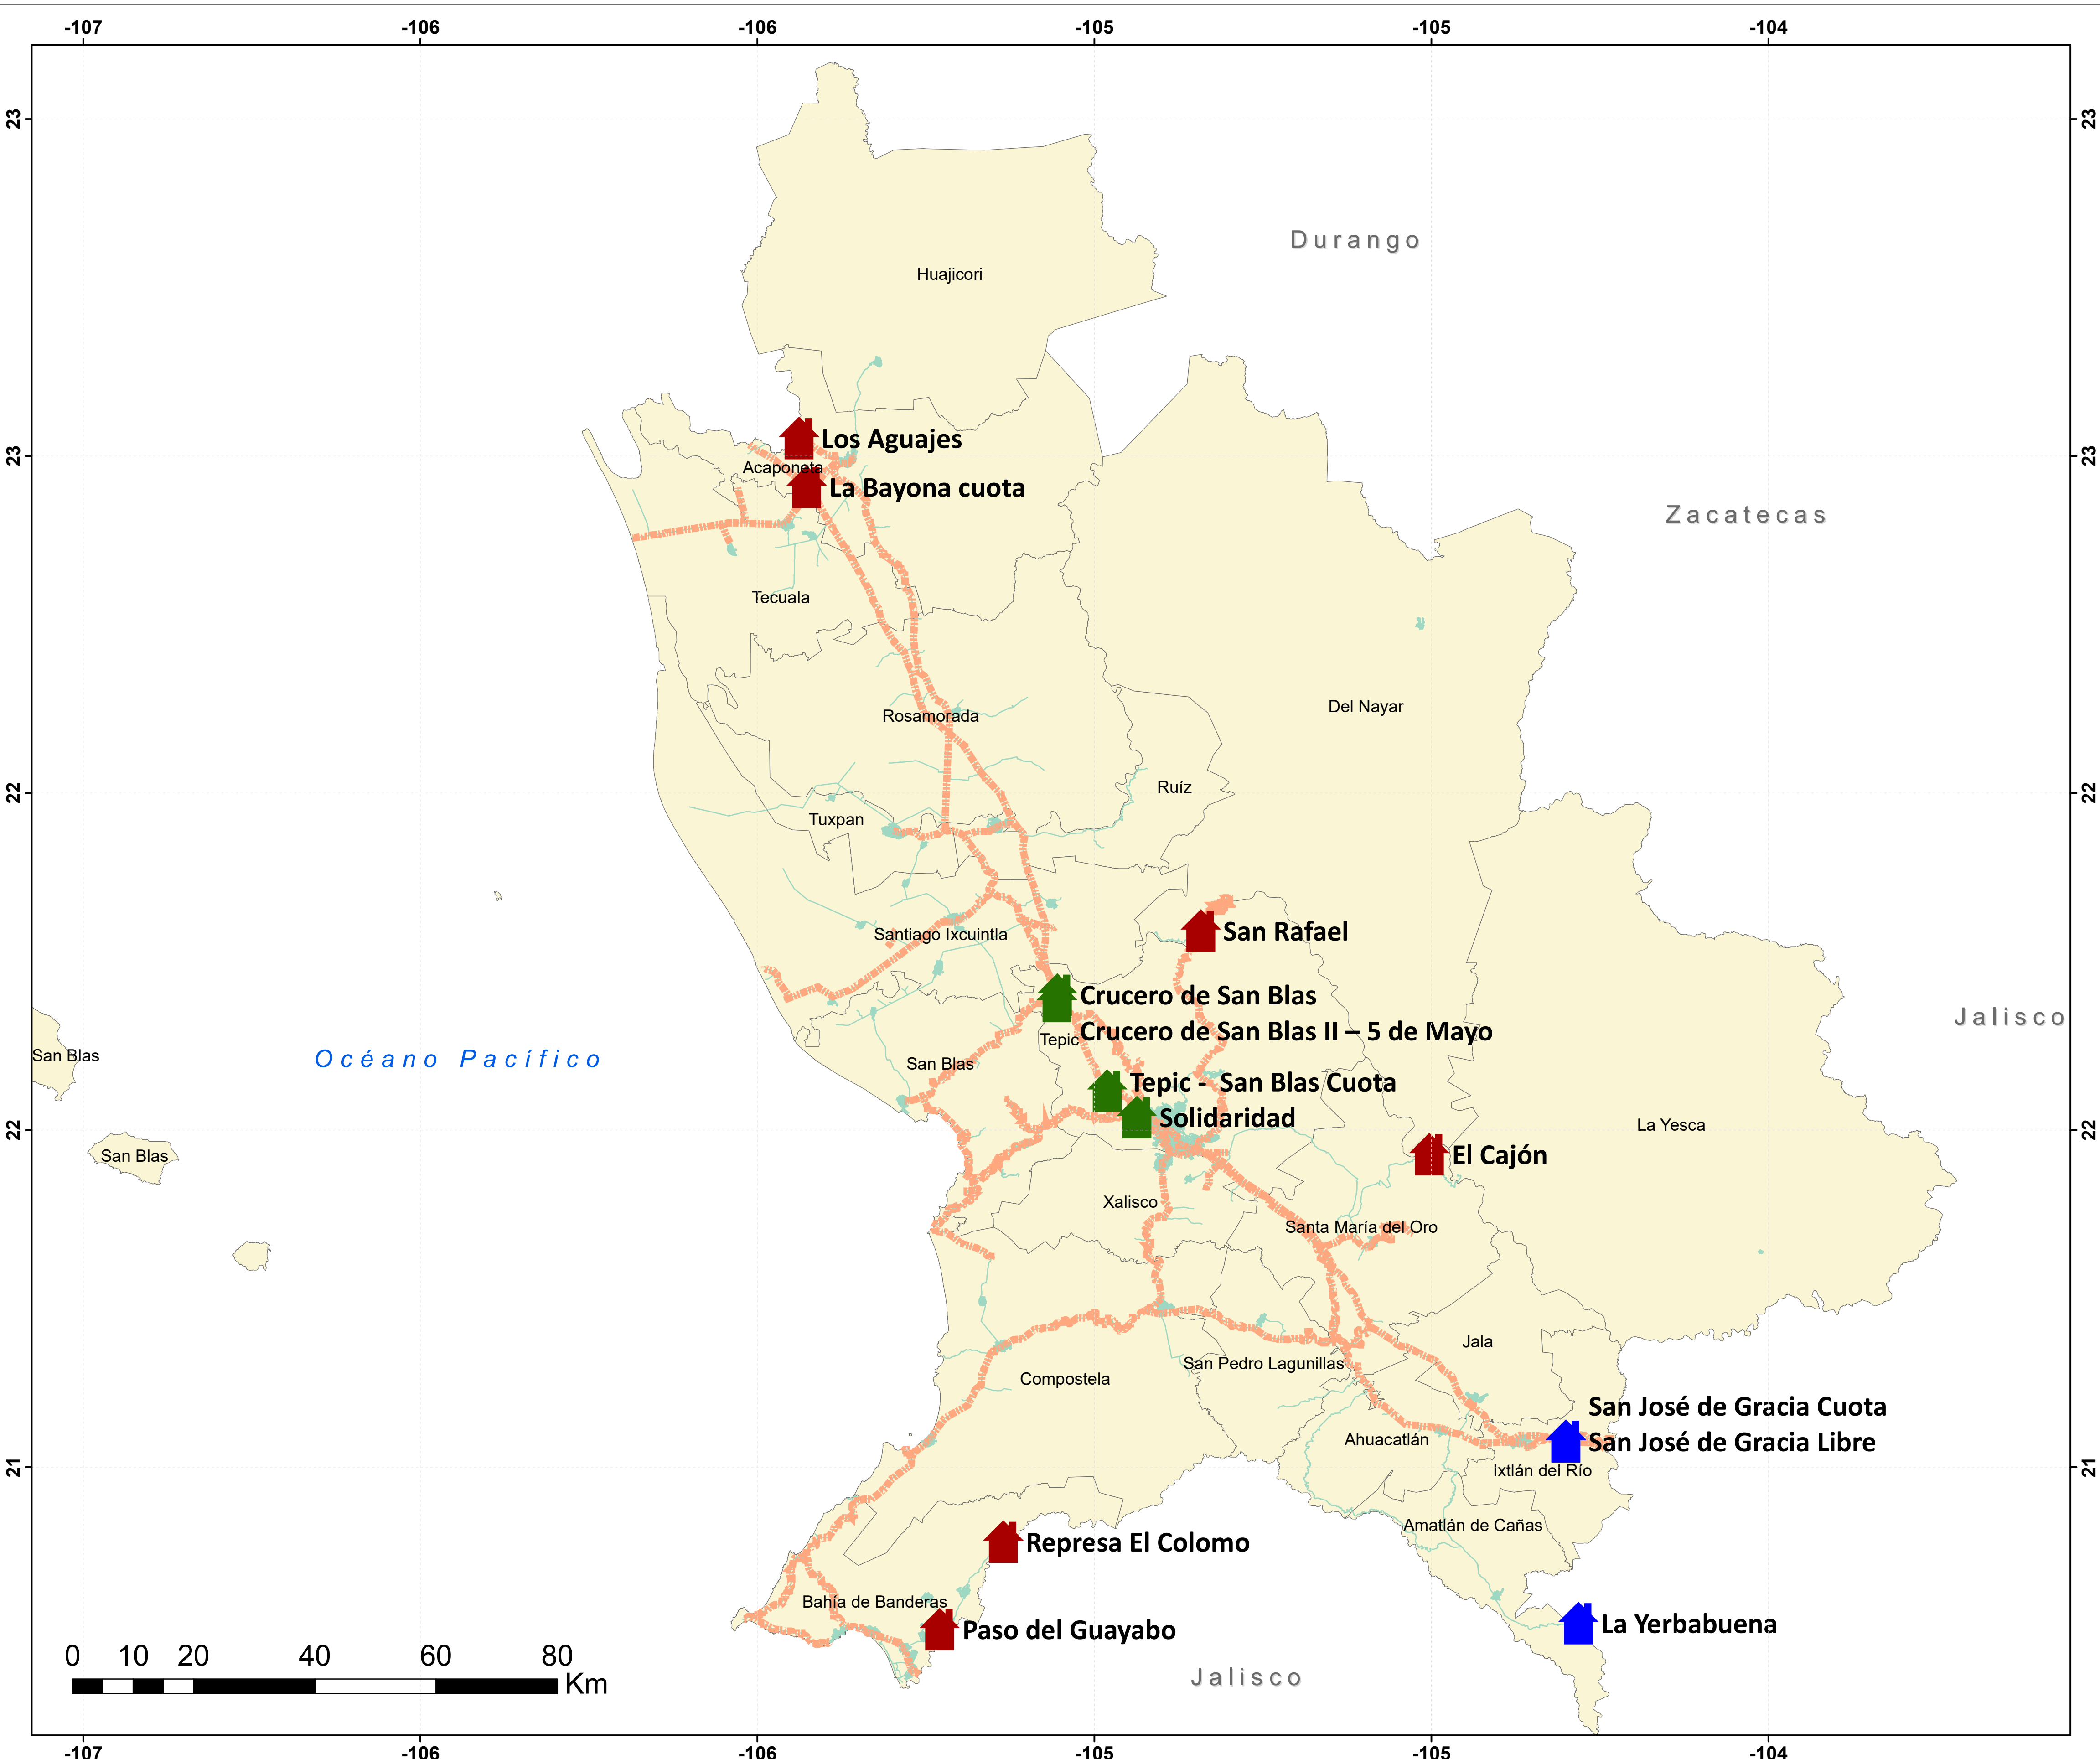 -107 -106 -106 -105 -105 -104
23 23
Durango
Huajicori
Los Aguajes
23 23
Acaponeta
La Bayona cuota
Zacatecas
Tecuala
Del Nayar
Rosamorada
Ruíz
22 22
Tuxpan
San Rafael
Santiago Ixcuintla
Crucero de San Blas
Jalisco
Crucero de San Blas II – 5 de Mayo
Tepic
San Blas
Océano Pacífico
San Blas
Tepic - San Blas Cuota
Solidaridad
La Yesca
22 22
San Blas
El Cajón
Xalisco
Santa María del Oro
Jala
San Pedro Lagunillas
Compostela
San José de Gracia Cuota
Ahuacatlán
San José de Gracia Libre
21 21
Ixtlán del Río
Amatlán de Cañas
Represa El Colomo
Bahía de Banderas
La Yerbabuena
Paso del Guayabo
0 10 20 40 60 80
Km
Jalisco
-107 -106 -106 -105 -105 -104